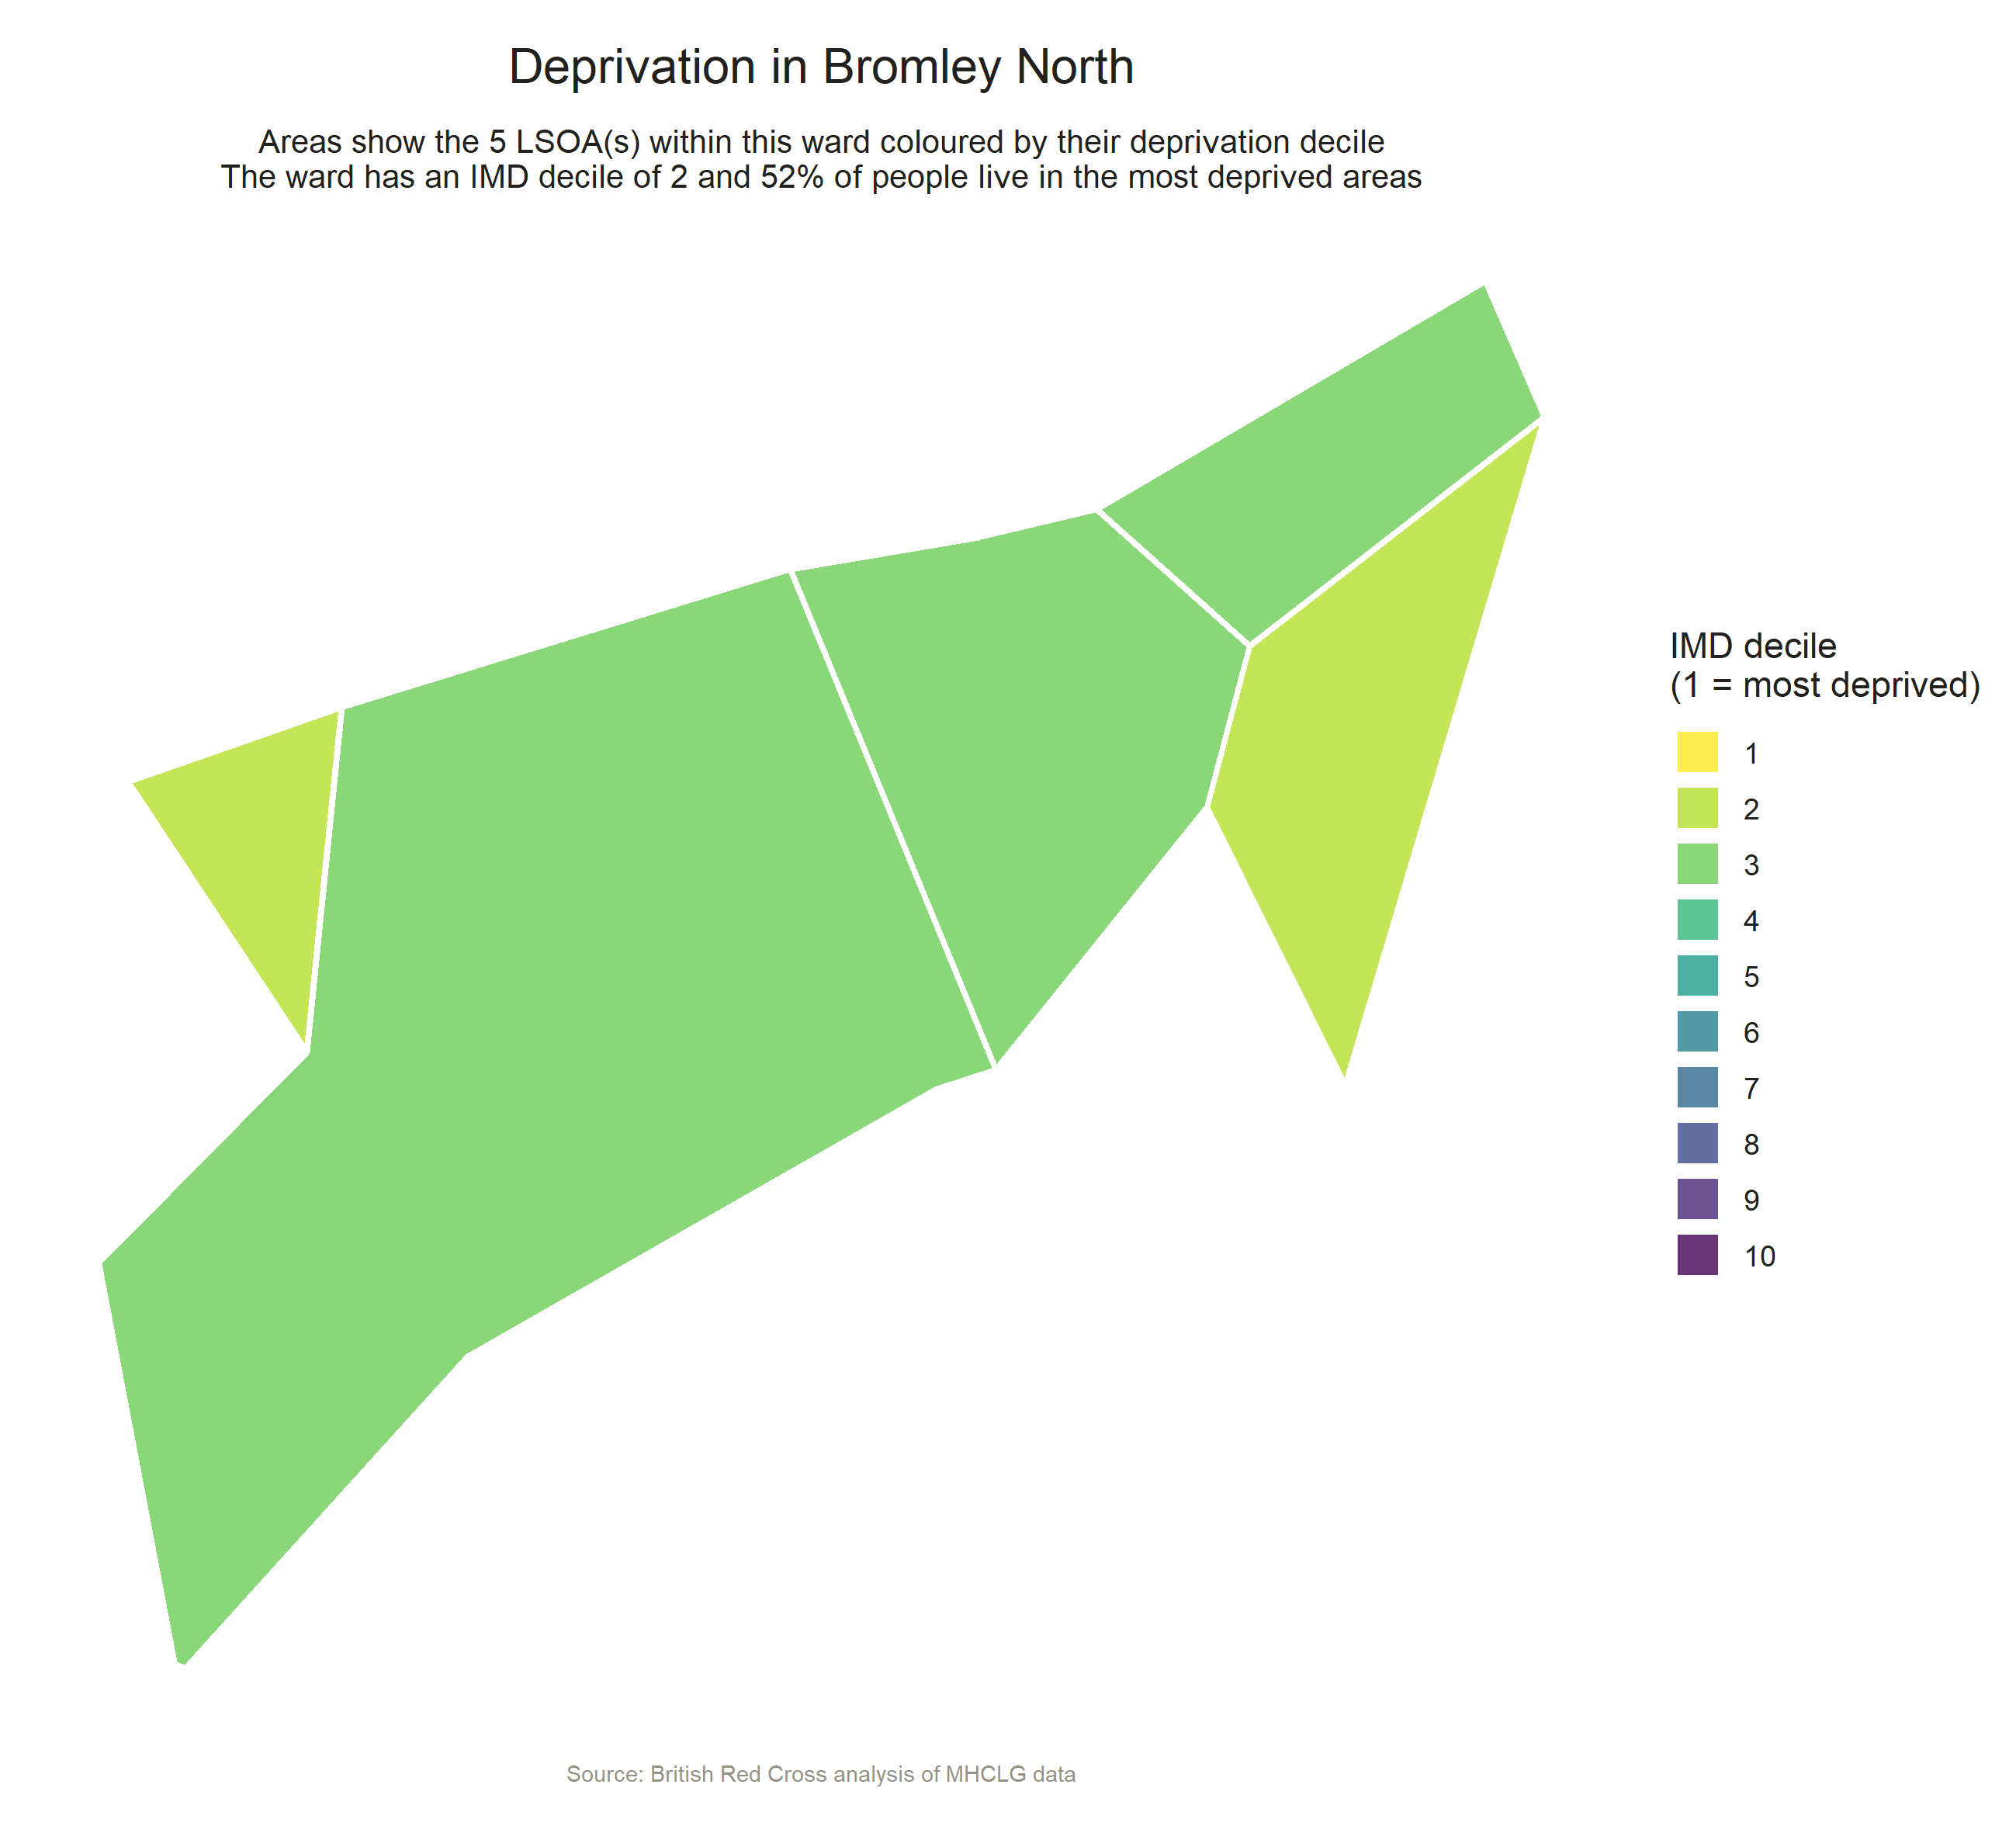 Deprivation in Bromley North
Areas show the 5 LSOA(s) within this ward coloured by their deprivation decile
The ward has an IMD decile of 2 and 52% of people live in the most deprived areas
IMD decile
(1 = most deprived)
1
2
3
4
5
6
7
8
9
10
Source: British Red Cross analysis of MHCLG data